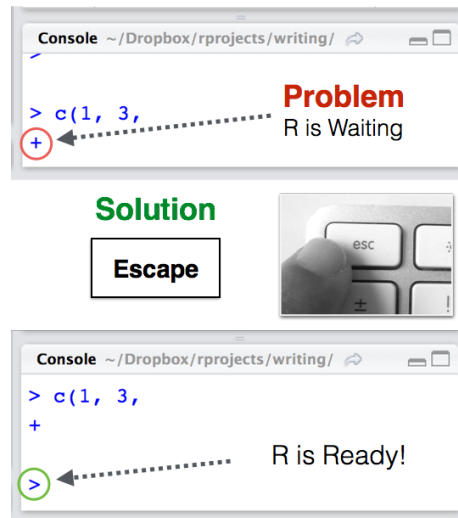 Console ~/Dropbox/rprojects/writing/
>
> c(1, 3,
+
Problem
R is Waiting
Solution
Escape
esc
±
Console ~/Dropbox/rprojects/writing/
> c(1, 3,
+
>
R is Ready!